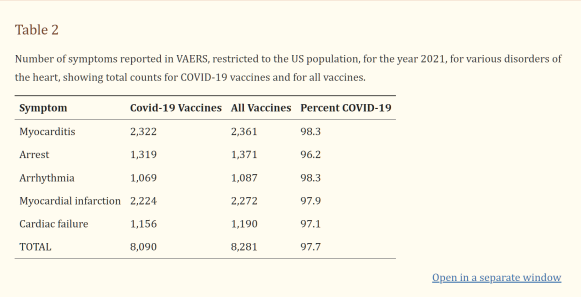 Table 2
Number of symptoms reported in VAERS, restricted to the US population, for the year 2021, for various disorders of
the heart, showing total counts for COVID-19 vaccines and for all vaccines.
Symptom Covid-19 Vaccines All Vaccines Percent COVID-19
Myocarditis 2,322 2,361 98.3
Arrest 1,319 1,371 96.2
Arrhythmia 1,069 1,087 98.3
Myocardial infarction 2,224 2,272 97.9
Cardiac failure 1,156 1,190 97.1
TOTAL 8,090 8,281 97.7
Open in a separate window